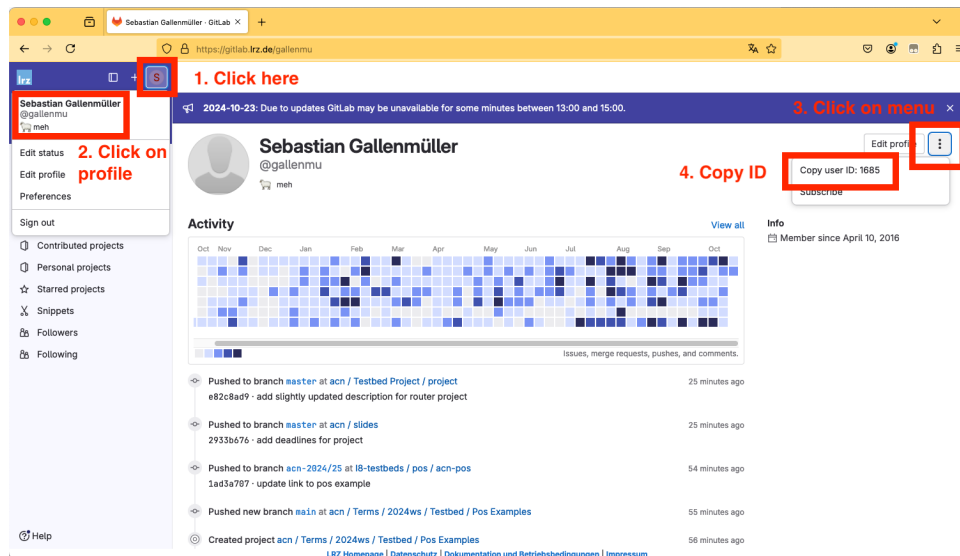 Sebastian Gallenmüller · GitLab
https://gitlab.lrz.de/gallenmu
lrz
S
1. Click here
Sebastian Gallenmüller
@gallenmu
meh
2. Click on profile
Edit status
Edit profile
Preferences
Sign out
Contributed projects
Personal projects
Starred projects
Snippets
Followers
Following
Help
2024-10-23: Due to updates GitLab may be unavailable for some minutes between 13:00 and 15:00.
3. Click on menu
Sebastian Gallenmüller
@gallenmu
meh
Edit profile
4. Copy ID
Copy user ID: 1685
Subscribe
Activity
View all
Info
Member since April 10, 2016
Oct Nov Dec Jan Feb Mar Apr May Jun Jul Aug Sep Oct
Issues, merge requests, pushes, and comments.
Pushed to branch master at acn / Testbed Project / project
25 minutes ago
e82c8ad9 · add slightly updated description for router project
Pushed to branch master at acn / slides
25 minutes ago
2933b676 · add deadlines for project
Pushed to branch acn-2024/25 at I8-testbeds / pos / acn-pos
54 minutes ago
1ad3a707 · update link to pos example
Pushed new branch main at acn / Terms / 2024ws / Testbed / Pos Examples
55 minutes ago
Created project acn / Terms / 2024ws / Testbed / Pos Examples
56 minutes ago
LRZ Homepage | Datenschutz | Dokumentation und Betriebsbedingungen | Impressum